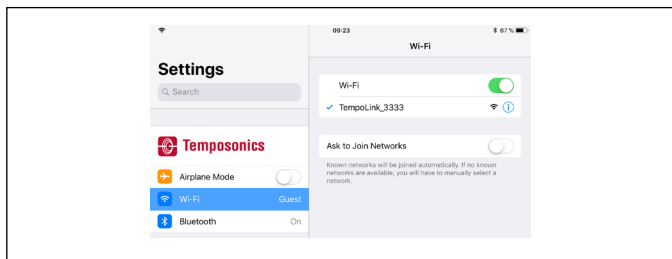 09:23
67 %
Wi-Fi
Settings
Search
Temposonics
Airplane Mode
Wi-Fi Guest
Bluetooth On
Wi-Fi
TempoLink_3333
Ask to Join Networks
Known networks will be joined automatically. If no known
networks are available, you will have to manually select a
network.